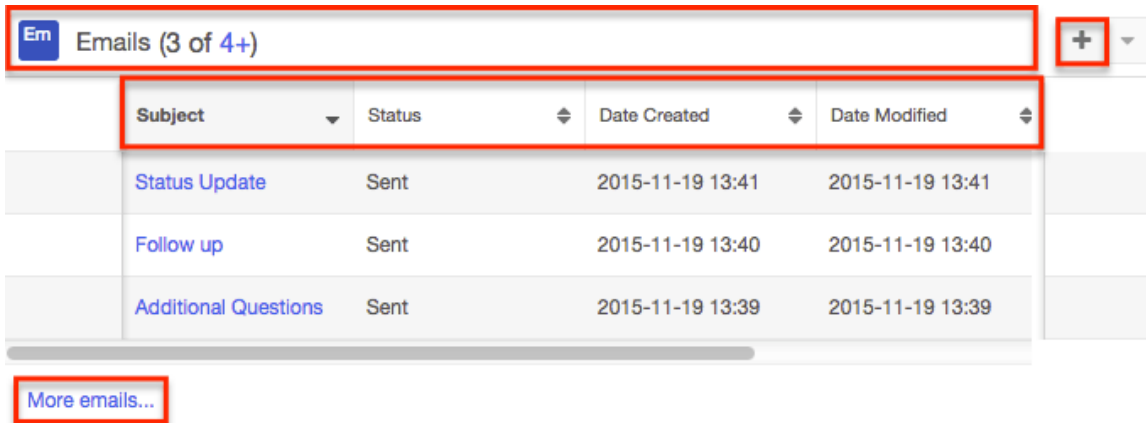 Em Emails (3 of 4+) +
Subject Status Date Created Date Modified
Status Update Sent 2015-11-19 13:41 2015-11-19 13:41
Follow up Sent 2015-11-19 13:40 2015-11-19 13:40
Additional Questions Sent 2015-11-19 13:39 2015-11-19 13:39
More emails...